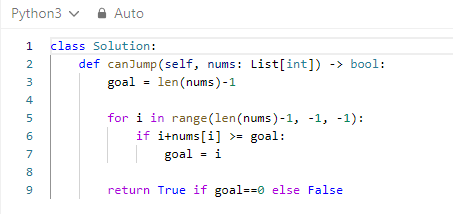 Python3 Auto
1 class Solution:
2     def canJump(self, nums: List[int]) -> bool:
3         goal = len(nums)-1
4
5         for i in range(len(nums)-1, -1, -1):
6             if i+nums[i] >= goal:
7                 goal = i
8
9         return True if goal==0 else False